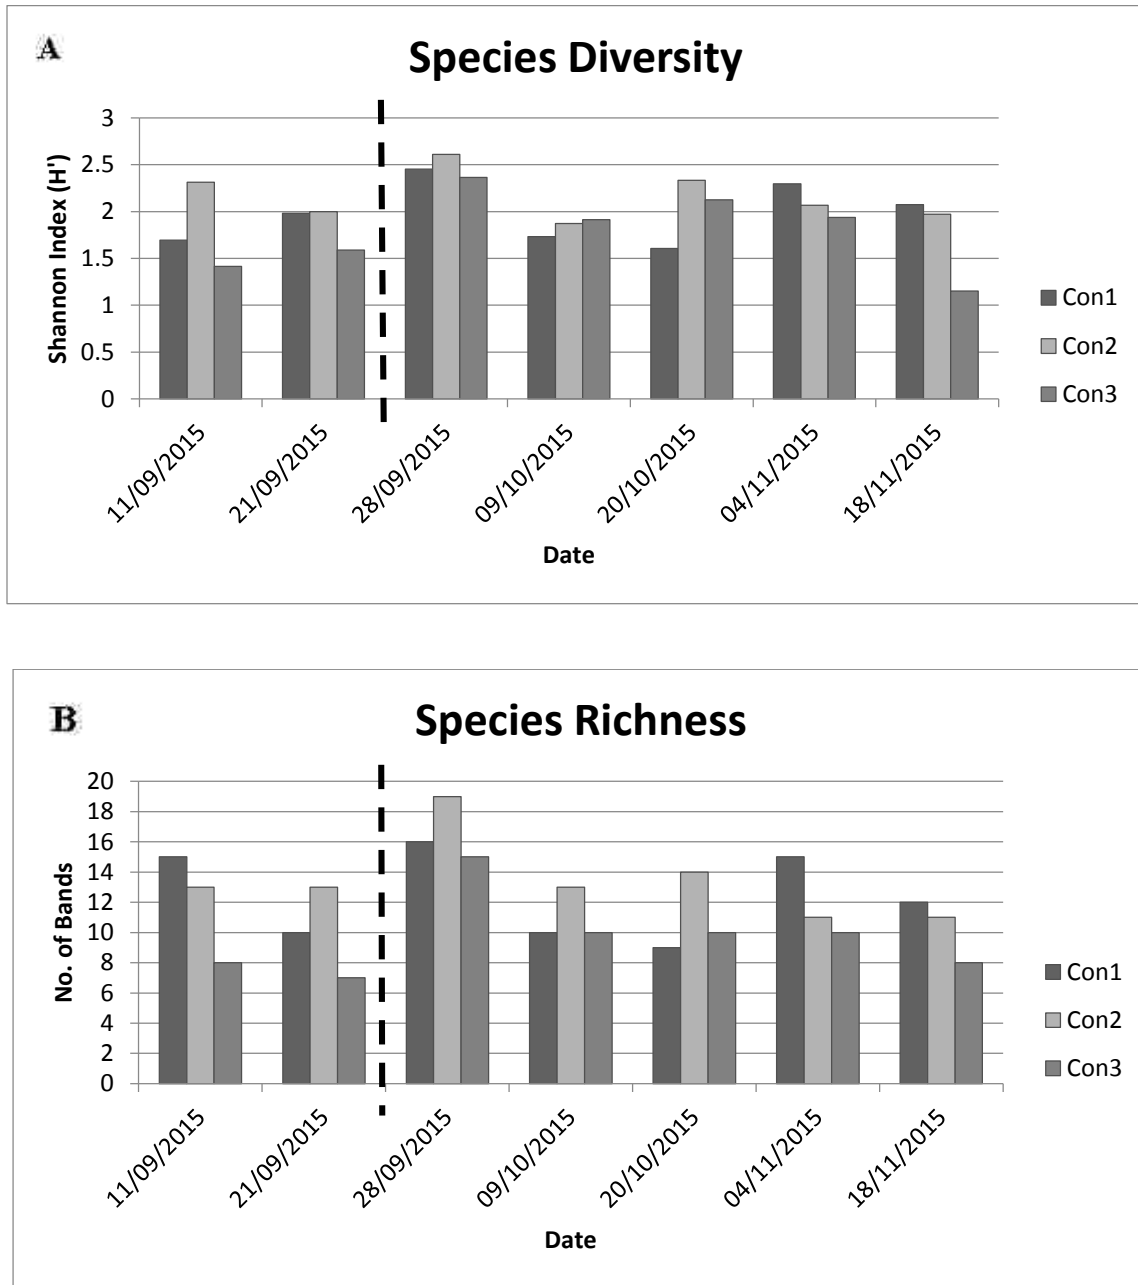 A
Species Diversity
Shannon Index (H')
3
2.5
2
1.5
1
0.5
0
11/09/2015
21/09/2015
28/09/2015
09/10/2015
20/10/2015
04/11/2015
18/11/2015
Date
Con1
Con2
Con3
B
Species Richness
No. of Bands
20
18
16
14
12
10
8
6
4
2
0
11/09/2015
21/09/2015
28/09/2015
09/10/2015
20/10/2015
04/11/2015
18/11/2015
Date
Con1
Con2
Con3